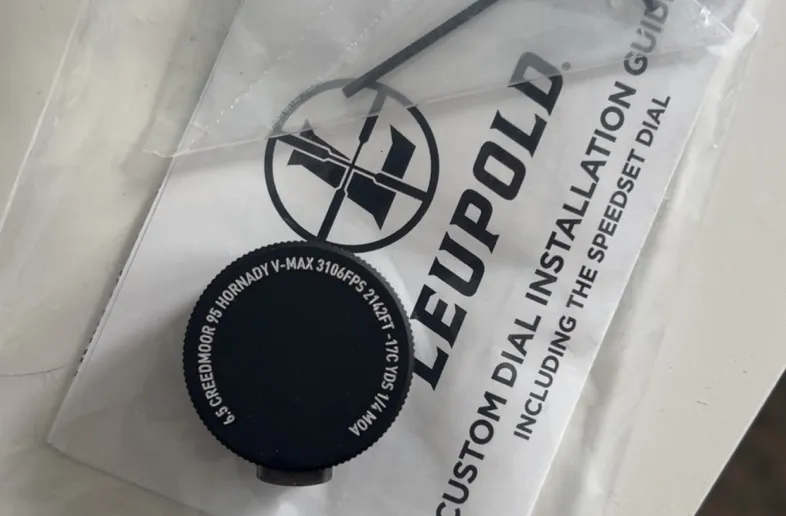 LEUPOLD®
CUSTOM DIAL INSTALLATION GUIDE
INCLUDING THE SPEEDSET DIAL
6.5 CREEDMOOR 95 HORNADY V-MAX 3106FPS 2142FT -17C YDS 1/4 MOA